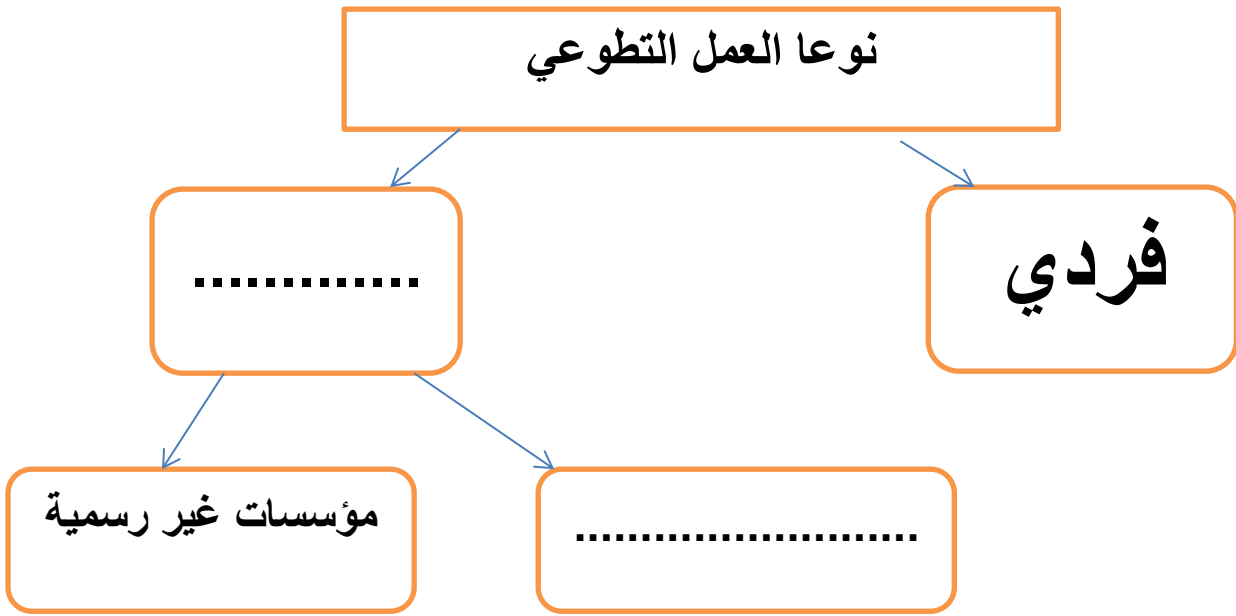 نوعا العمل التطوعي
فردي
.............
مؤسسات غير رسمية
..........................